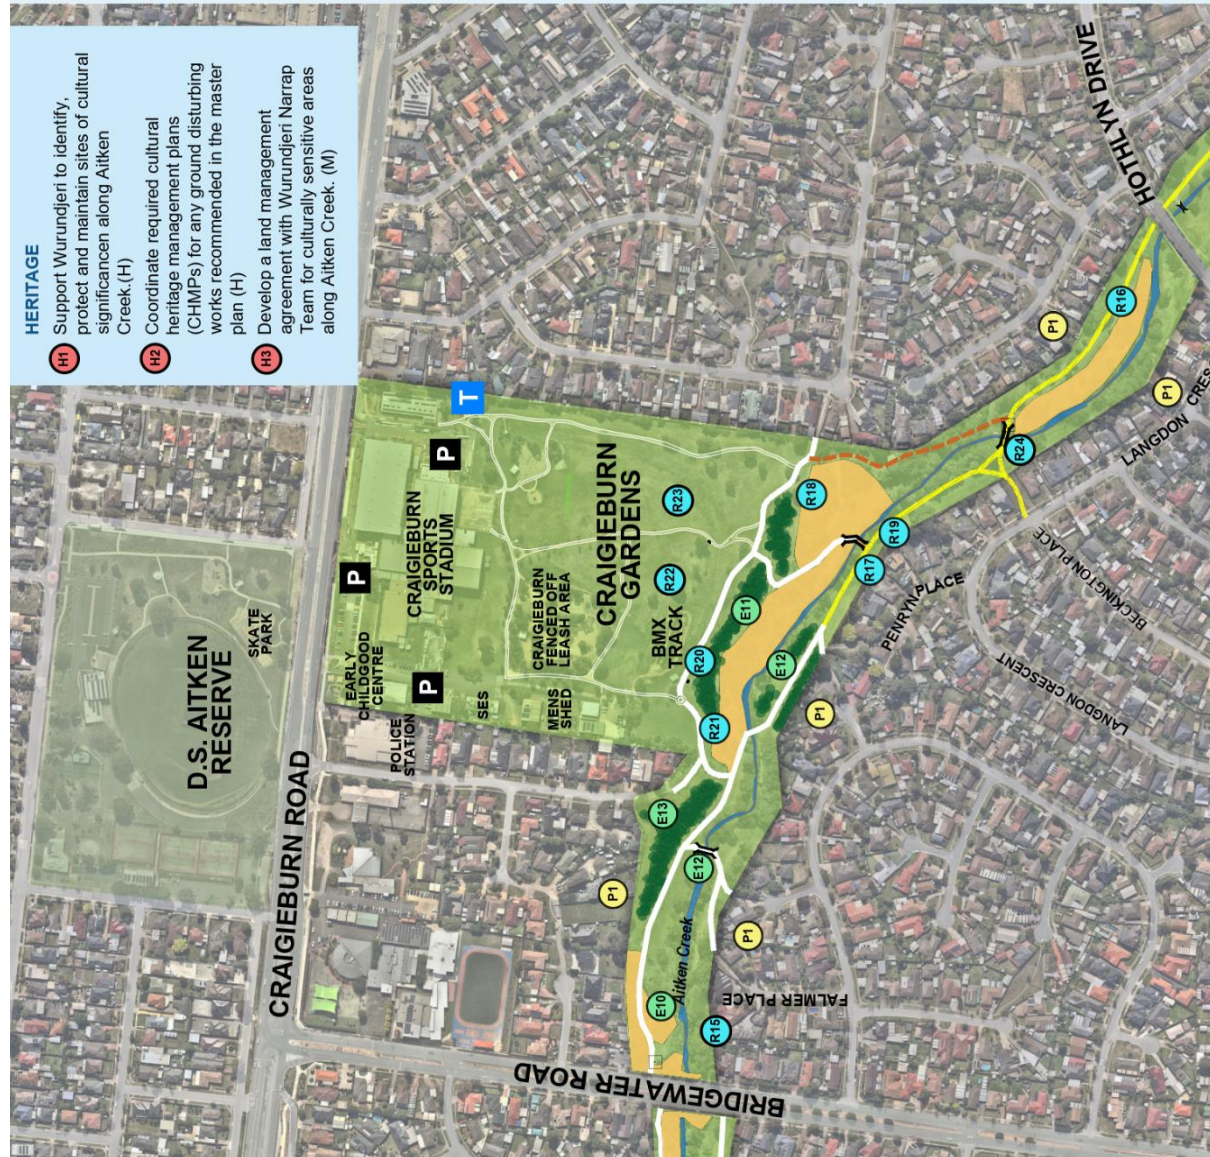 HERITAGE
H1
Support Wurundjeri to identify,
protect and maintain sites of cultural
significancen along Aitken
Creek.(H)
H2
Coordinate required cultural
heritage management plans
(CHMPs) for any ground disturbing
works recommended in the master
plan (H)
H3
Develop a land management
agreement with Wurundjeri Narrap
Team for culturally sensitive areas
along Aitken Creek. (M)
D.S. AITKEN
RESERVE
SKATE
PARK
CRAIGIEBURN ROAD
EARLY
CHILDGOOD
CENTRE
P
P
P
T
POLICE
STATION
CRAIGIEBURN
SPORTS
STADIUM
SES
MENS
SHED
CRAIGIEBURN
FENCED OFF
LEASH AREA
CRAIGIEBURN
GARDENS
BMX
TRACK
R23
R22
R20
R21
R18
E11
E12
E13
E12
E10
R15
R17
R19
R24
R16
P1
P1
P1
P1
P1
Aitken Creek
BRIDGEWATER ROAD
FALMER PLACE
PENRYN PLACE
LANGDON CRESCENT
BECKINGTON PLACE
LANGDON CRES
HOTHLYN DRIVE